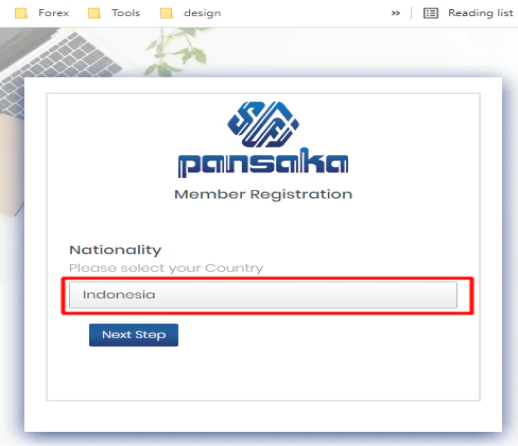 Forex Tools design » Reading list
pansaka
Member Registration
Nationality
Please select your Country
Indonesia
Next Step